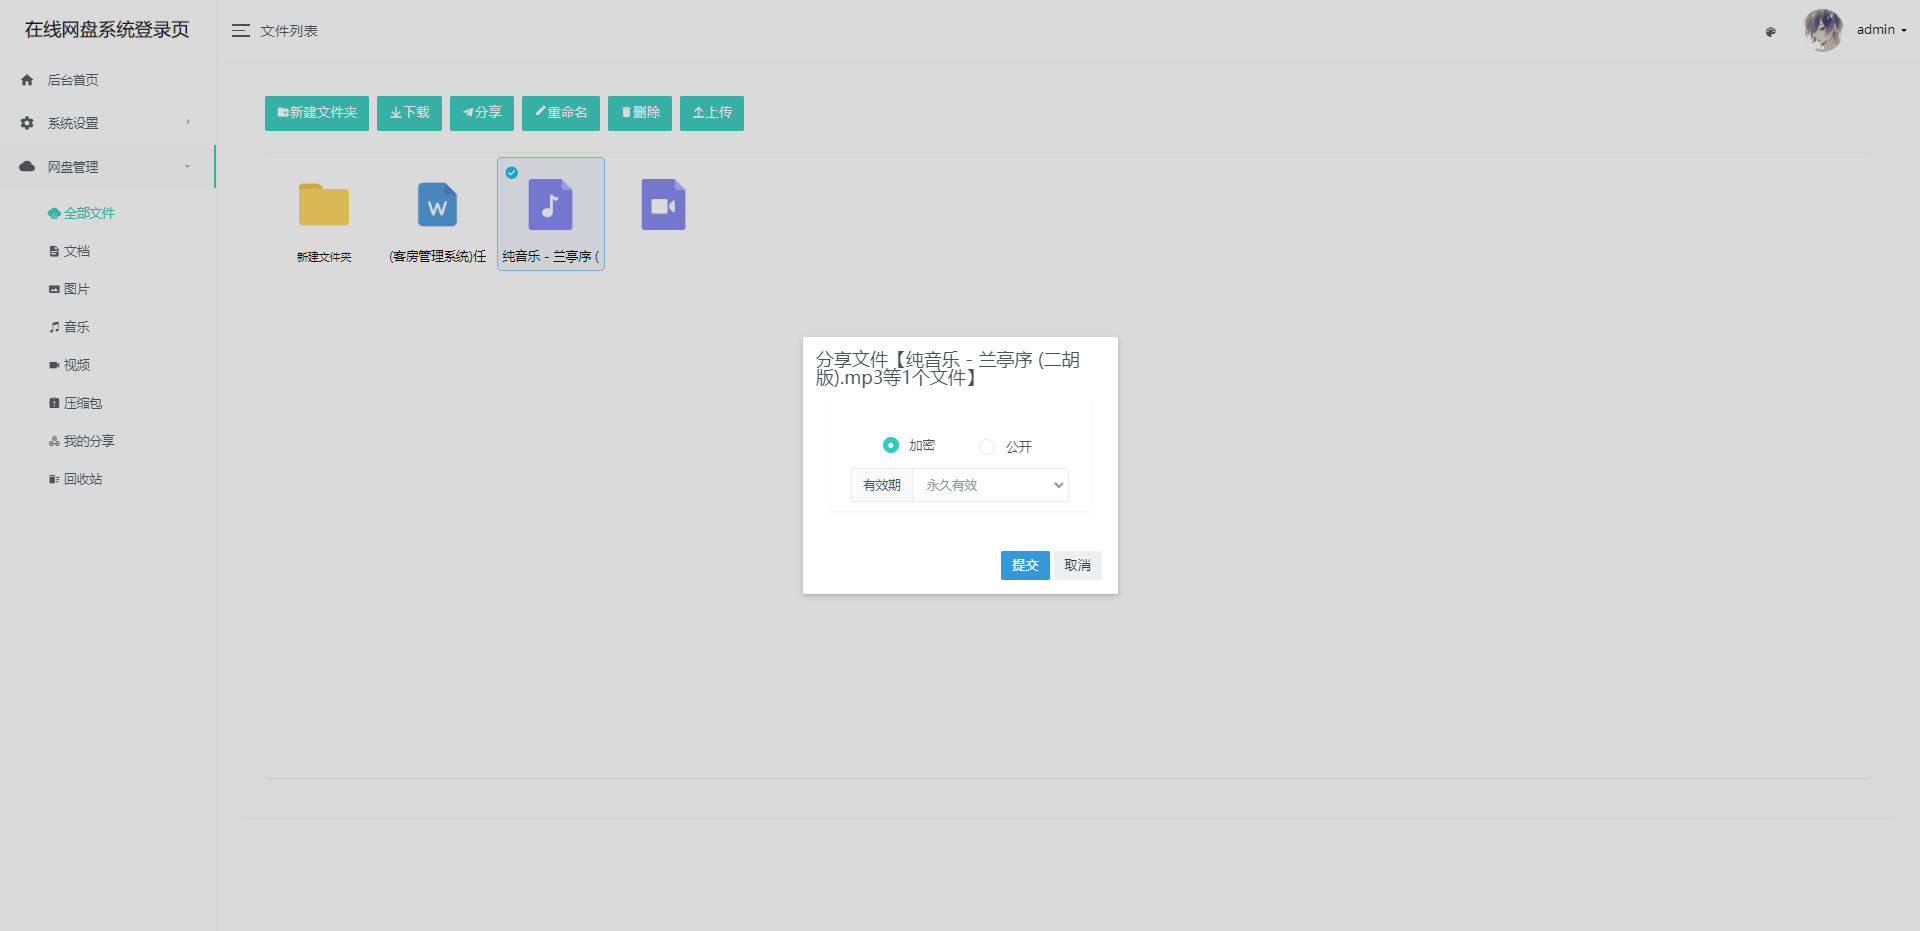 在线网盘系统登录页
文件列表
admin
后台首页
系统设置
网盘管理
全部文件
文档
图片
音乐
视频
压缩包
我的分享
回收站
新建文件夹
下载
分享
重命名
删除
上传
新建文件夹
W
(客房管理系统)任
纯音乐 - 兰亭序 (
分享文件【纯音乐 - 兰亭序 (二胡
版).mp3等1个文件】
加密
公开
有效期
永久有效
提交
取消